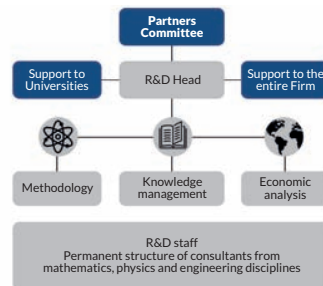 Partners
Committee
Support to
Universities
R&D Head
Support to the
entire Firm
Methodology
Knowledge
management
Economic
analysis
R&D staff
Permanent structure of consultants from
mathematics, physics and engineering disciplines